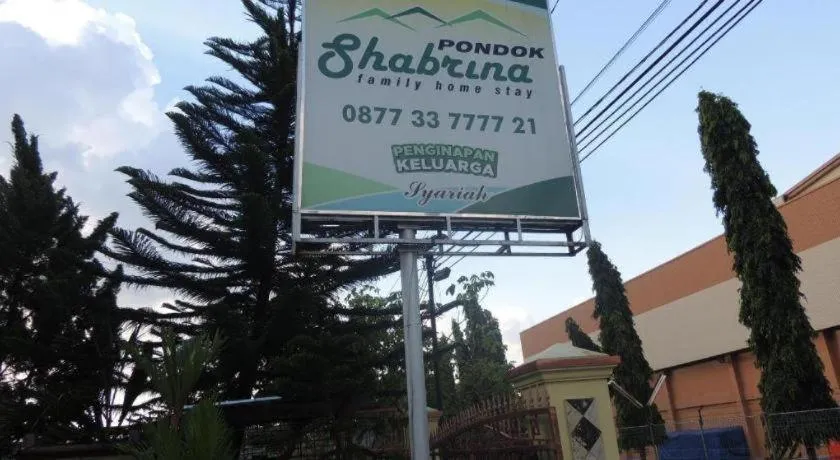 PONDOK
Shabrina
family home stay
0877 33 7777 21
PENGINAPAN
KELUARGA
Syariah